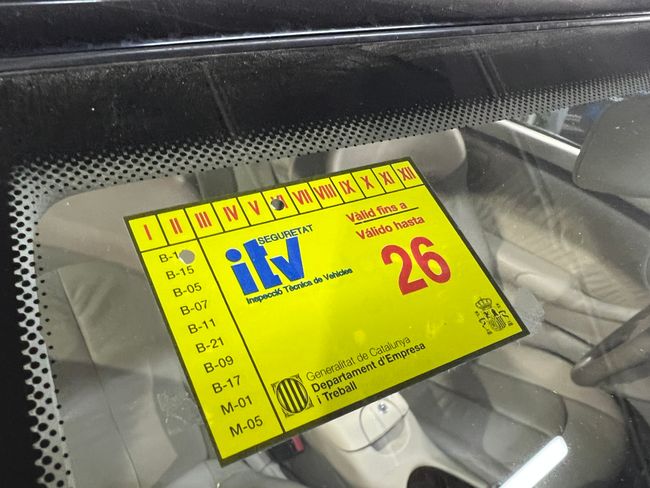 I II III IV V VII VIII IX X XI XII
SEGURETAT
itv
Inspecció Tècnica de Vehicles
Vàlid fins a
Válido hasta
26
B-15
B-05
B-07
B-11
B-21
B-09
B-17
M-01
M-05
Generalitat de Catalunya
Departament d'Empresa
i Treball